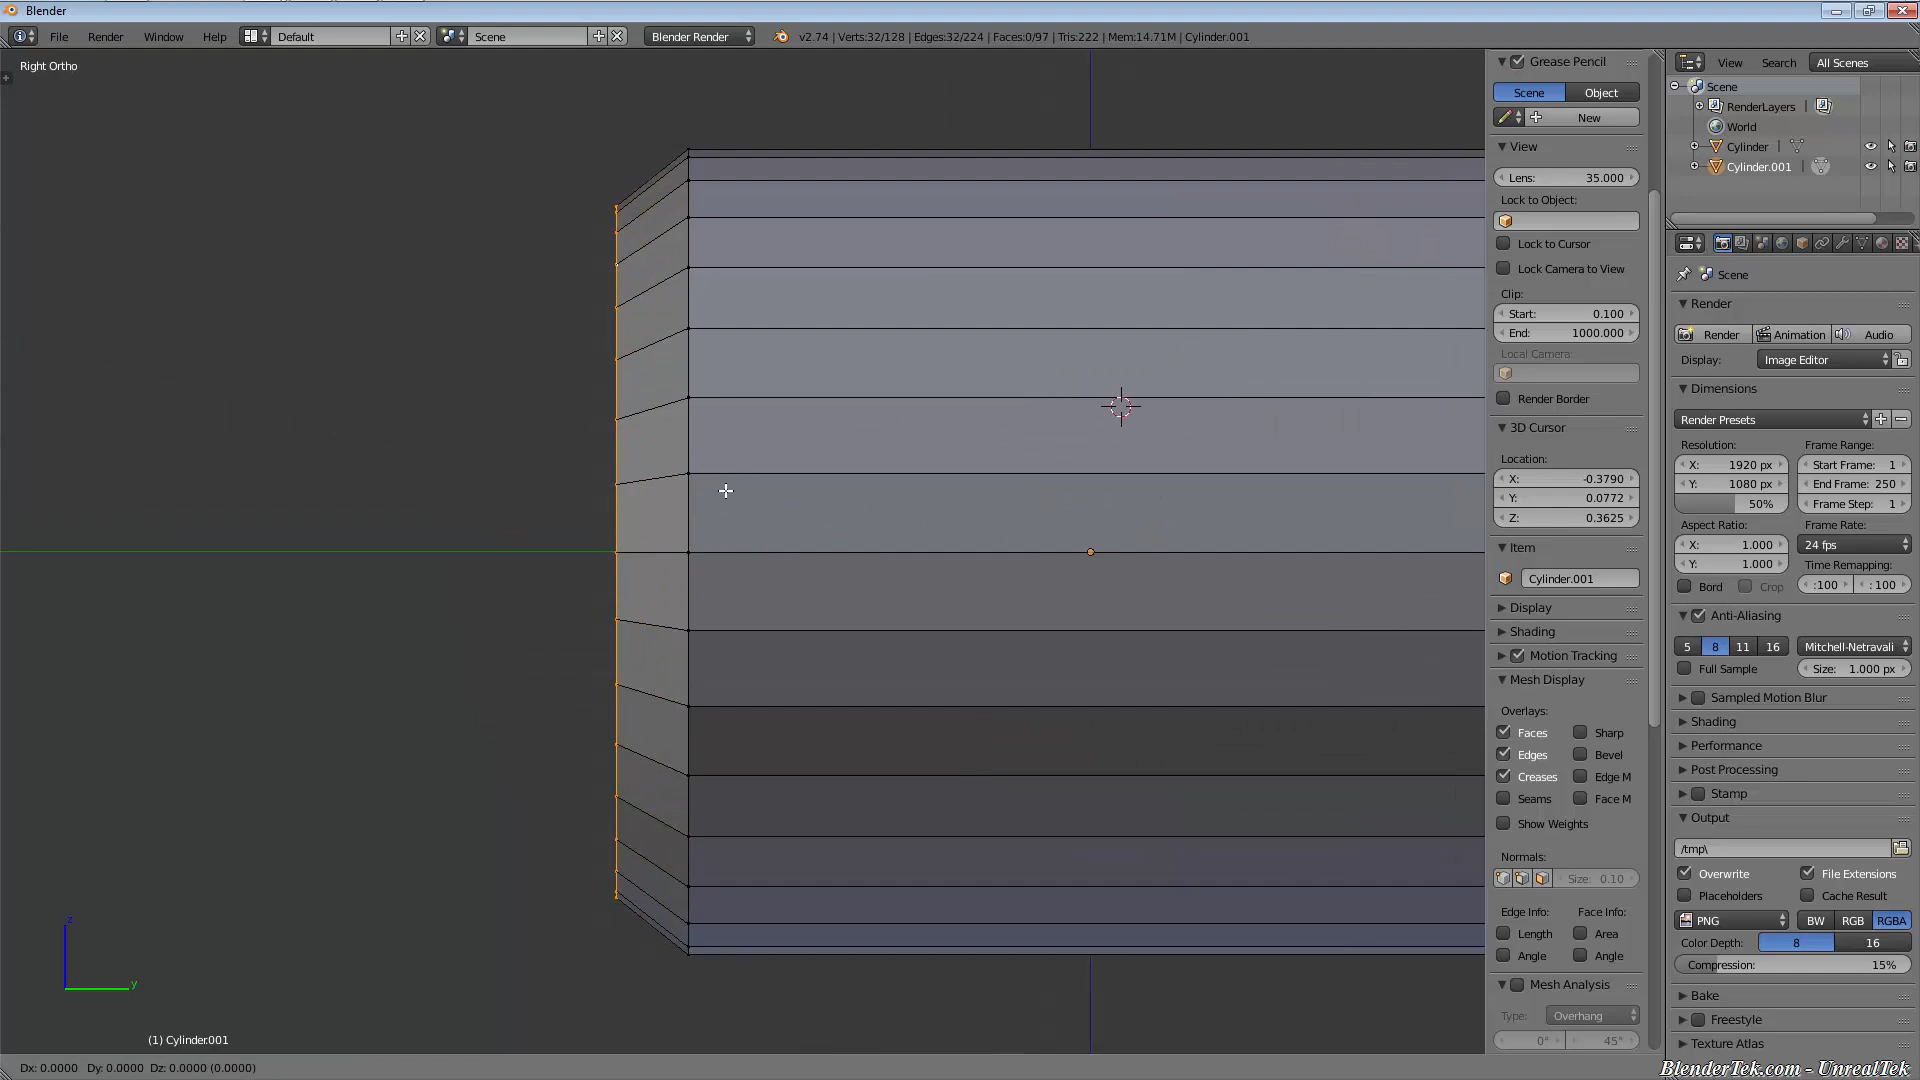 Blender
File Render Window Help Default Scene Blender Render v2.74 | Verts:32/128 | Edges:32/224 | Faces:0/97 | Tris:222 | Mem:14.71M | Cylinder.001
Right Ortho
(1) Cylinder.001
z
y
Dx: 0.0000 Dy: 0.0000 Dz: 0.0000 (0.0000)
Grease Pencil
Scene Object
New
View
Lens: 35.000
Lock to Object:
Lock to Cursor
Lock Camera to View
Clip:
Start: 0.100
End: 1000.000
Local Camera:
Render Border
3D Cursor
Location:
X: -0.3790
Y: 0.0772
Z: 0.3625
Item
Cylinder.001
Display
Shading
Motion Tracking
Mesh Display
Overlays:
Faces Sharp
Edges Bevel
Creases Edge M
Seams Face M
Show Weights
Normals:
Size: 0.10
Edge Info: Face Info:
Length Area
Angle Angle
Mesh Analysis
Type: Overhang
0° 45°
View Search All Scenes
Scene
RenderLayers
World
Cylinder
Cylinder.001
Scene
Render
Render Animation Audio
Display: Image Editor
Dimensions
Render Presets
Resolution: Frame Range:
X: 1920 px Start Frame: 1
Y: 1080 px End Frame: 250
50% Frame Step: 1
Aspect Ratio: Frame Rate:
X: 1.000 24 fps
Y: 1.000 Time Remapping:
Bord Crop :100 : 100
Anti-Aliasing
5 8 11 16 Mitchell-Netravali
Full Sample Size: 1.000 px
Sampled Motion Blur
Shading
Performance
Post Processing
Stamp
Output
/tmp\
Overwrite File Extensions
Placeholders Cache Result
PNG BW RGB RGBA
Color Depth: 8 16
Compression: 15%
Bake
Freestyle
Texture Atlas
BlenderTek.com - UnrealTek